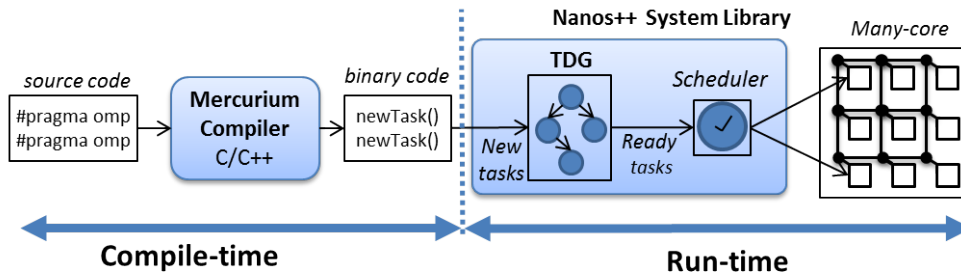 Nanos++ System Library
Many-core
source code
binary code
TDG
Scheduler
#pragma omp
#pragma omp
Mercurium
Compiler
C/C++
newTask()
newTask()
New
tasks
Ready
tasks
Compile-time
Run-time